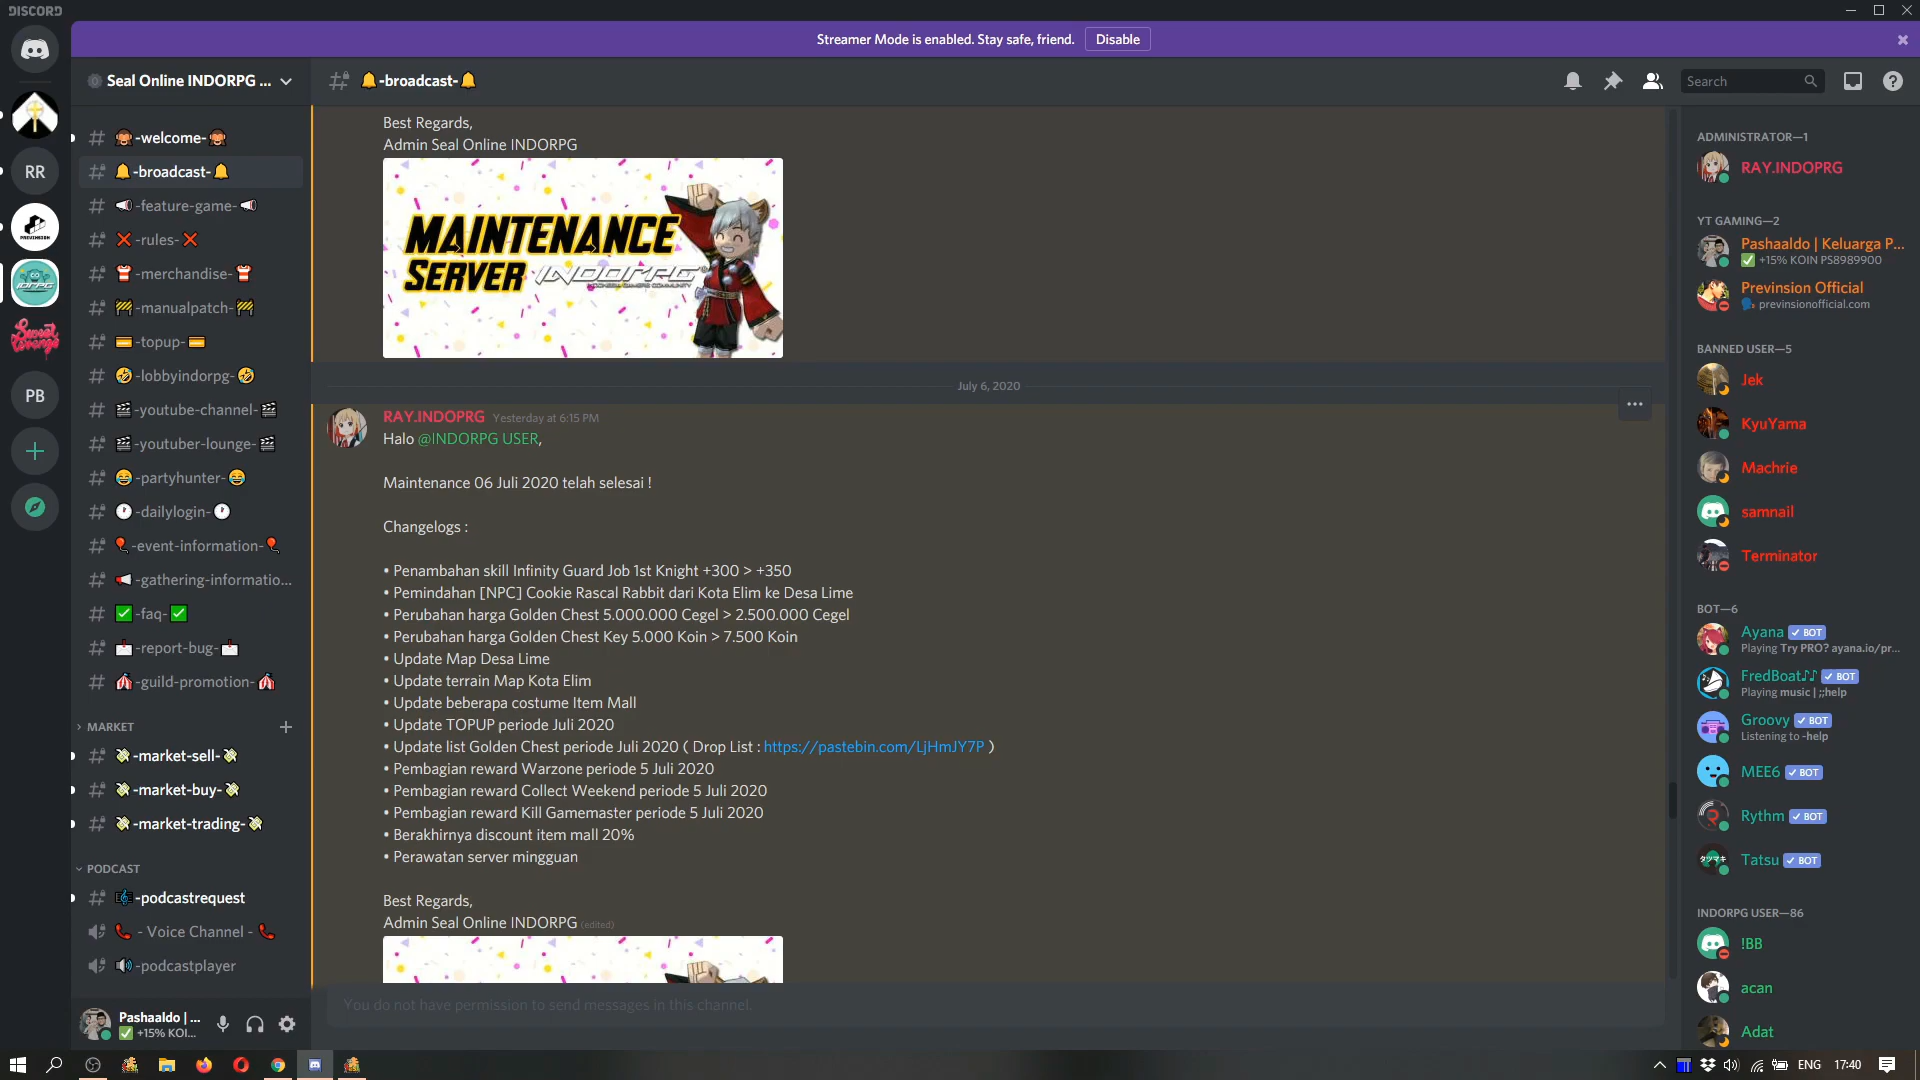 DISCORD
Streamer Mode is enabled. Stay safe, friend. Disable
Seal Online INDORPG ...
-welcome-
-broadcast-
-feature-game-
-rules-
-merchandise-
-manualpatch-
-topup-
-lobbyindorpg-
-youtube-channel-
-youtuber-lounge-
-partyhunter-
-dailylogin-
-event-information-
-gathering-informatio...
-faq-
-report-bug-
-guild-promotion-
MARKET
-market-sell-
-market-buy-
-market-trading-
PODCAST
-podcastrequest
- Voice Channel -
-podcastplayer
Pashaaldo | ...
+15% KOI...
RR
PREVINSION
IDRPG
Sweet Revenge
PB
-broadcast-
Search
Best Regards,
Admin Seal Online INDORPG
MAINTENANCE
SERVER INDORPG
July 6, 2020
RAY.INDOPRG Yesterday at 6:15 PM
Halo @INDORPG USER,
Maintenance 06 Juli 2020 telah selesai !
Changelogs :
• Penambahan skill Infinity Guard Job 1st Knight +300 > +350
• Pemindahan [NPC] Cookie Rascal Rabbit dari Kota Elim ke Desa Lime
• Perubahan harga Golden Chest 5.000.000 Cegel > 2.500.000 Cegel
• Perubahan harga Golden Chest Key 5.000 Koin > 7.500 Koin
• Update Map Desa Lime
• Update terrain Map Kota Elim
• Update beberapa costume Item Mall
• Update TOPUP periode Juli 2020
• Update list Golden Chest periode Juli 2020 ( Drop List : https://pastebin.com/LjHmJY7P )
• Pembagian reward Warzone periode 5 Juli 2020
• Pembagian reward Collect Weekend periode 5 Juli 2020
• Pembagian reward Kill Gamemaster periode 5 Juli 2020
• Berakhirnya discount item mall 20%
• Perawatan server mingguan
Best Regards,
Admin Seal Online INDORPG (edited)
You do not have permission to send messages in this channel.
ADMINISTRATOR—1
RAY.INDOPRG
YT GAMING—2
Pashaaldo | Keluarga P...
+15% KOIN PS8989900
Previnsion Official
previnsionofficial.com
BANNED USER—5
Jek
KyuYama
Machrie
samnail
Terminator
BOT—6
Ayana BOT
Playing Try PRO? ayana.io/pr...
FredBoat♪♪ BOT
Playing music | ;;help
Groovy BOT
Listening to -help
MEE6 BOT
Rythm BOT
Tatsu BOT
INDORPG USER—86
!BB
acan
Adat
ENG 17:40